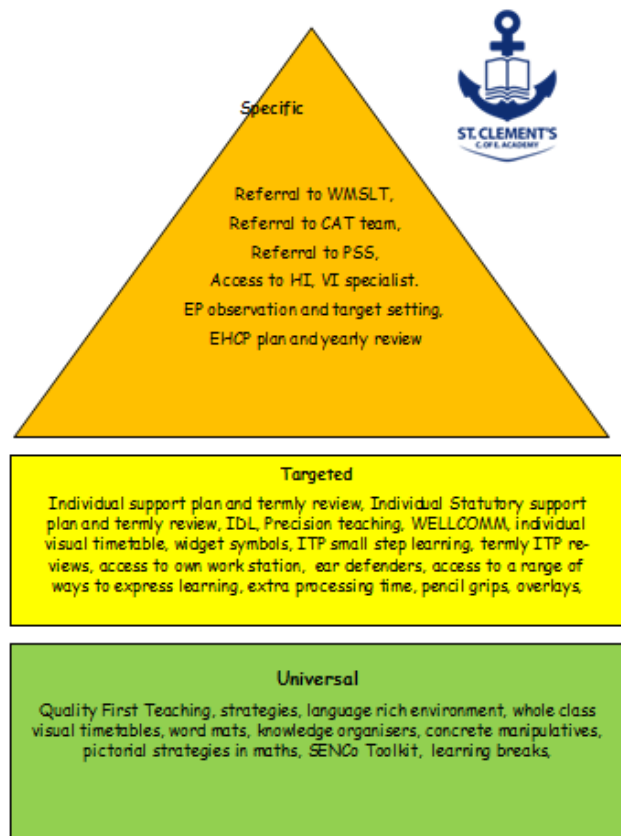 ST. CLEMENT'S
C. OF E. ACADEMY
Specific
Referral to WMSLT,
Referral to CAT team,
Referral to PSS,
Access to HI, VI specialist.
EP observation and target setting,
EHCP plan and yearly review
Targeted
Individual support plan and termly review, Individual Statutory support
plan and termly review, IDL, Precision teaching, WELLCOMM, individual
visual timetable, widget symbols, ITP small step learning, termly ITP re-
views, access to own work station, ear defenders, access to a range of
ways to express learning, extra processing time, pencil grips, overlays,
Universal
Quality First Teaching, strategies, language rich environment, whole class
visual timetables, word mats, knowledge organisers, concrete manipulatives,
pictorial strategies in maths, SENCo Toolkit, learning breaks,